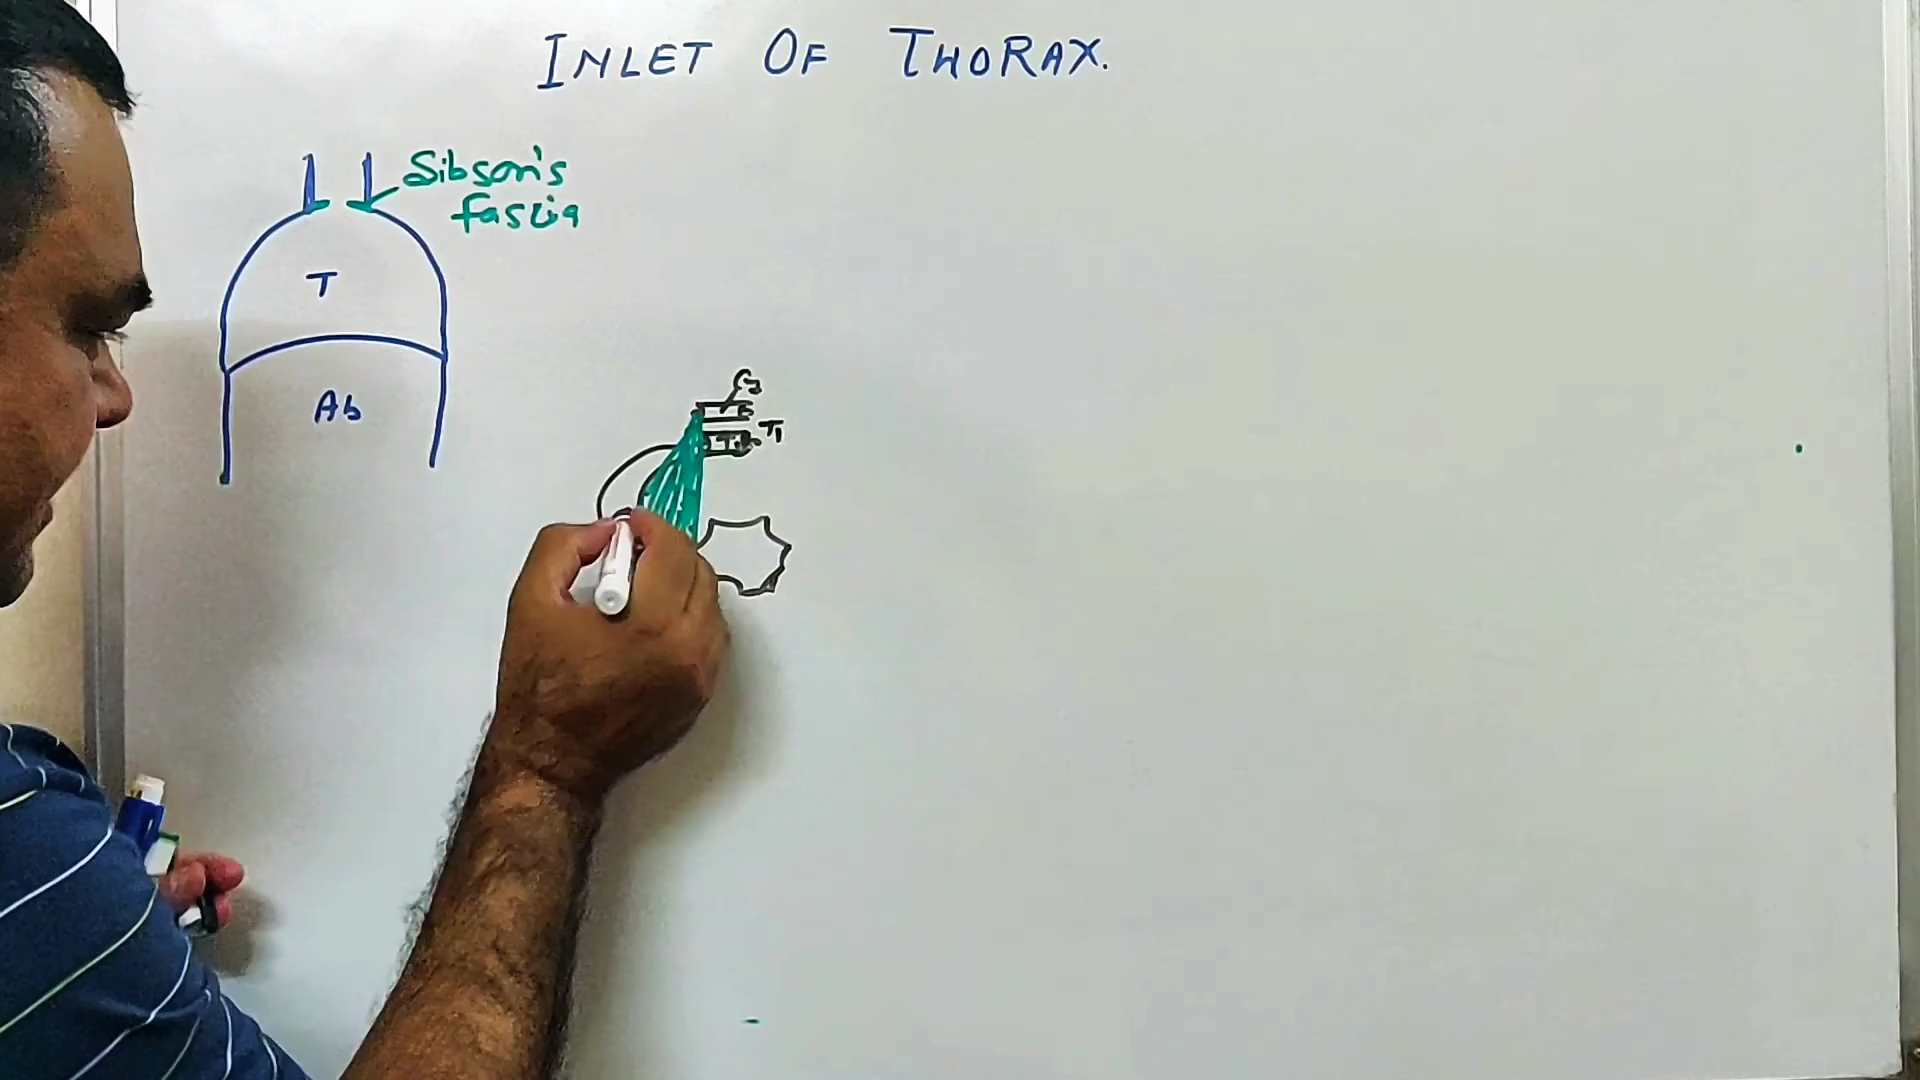 INLET OF THORAX.
Sibson's
fascia
T
Ab
C7
T1